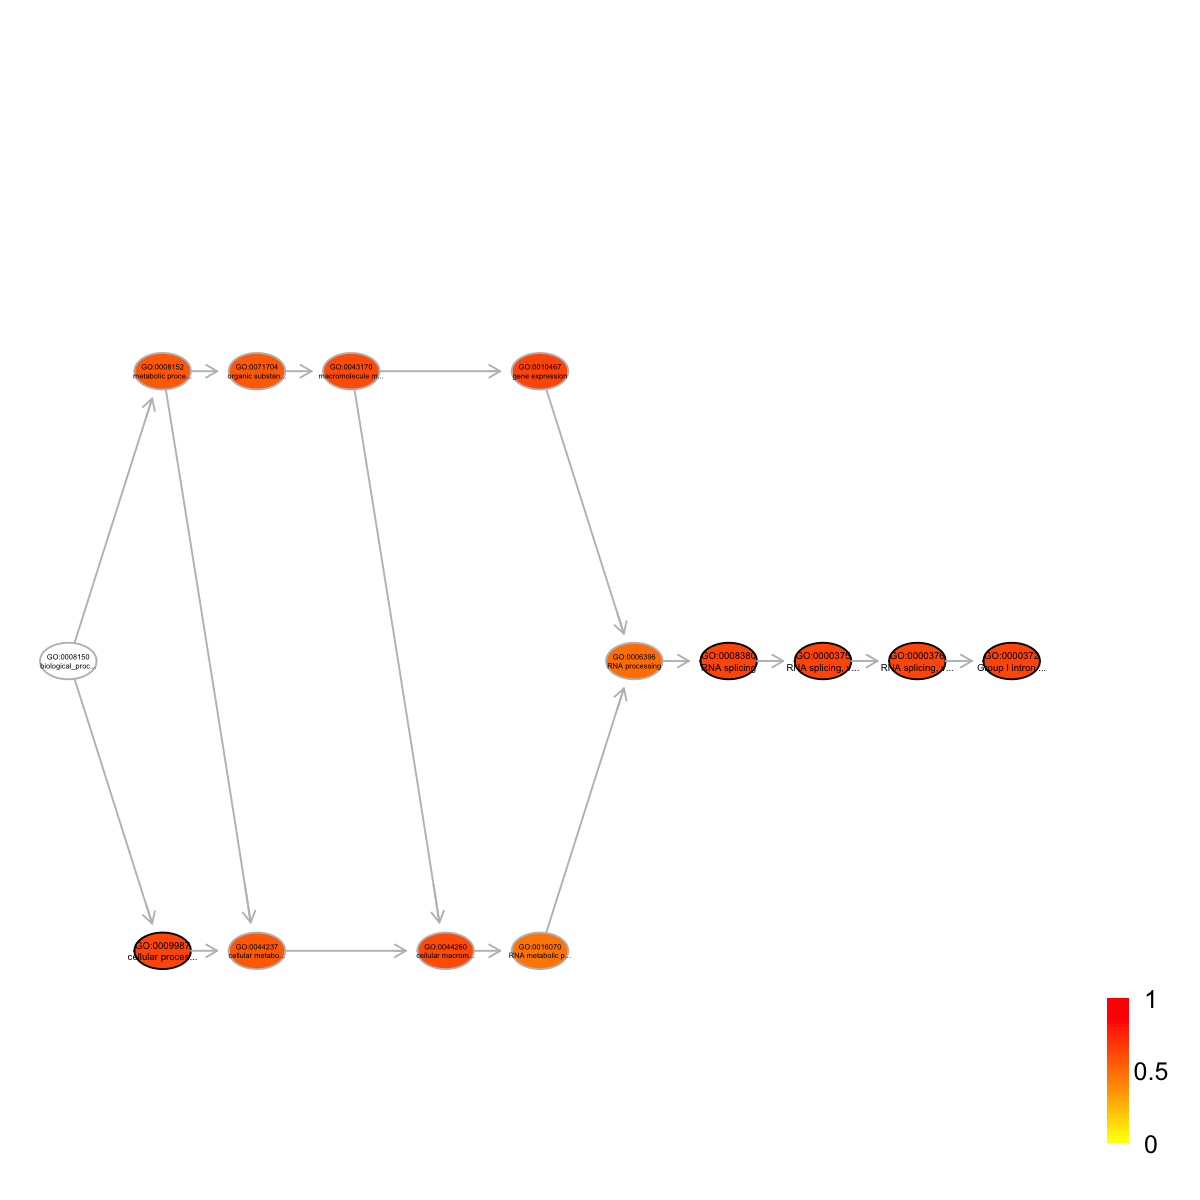 GO:0008152
metabolic proce...
GO:0071704
organic substan...
GO:0043170
macromolecule m...
GO:0010467
gene expression
GO:0008150
biological_proc...
GO:0006396
RNA processing
GO:0008380
RNA splicing
GO:0000375
RNA splicing, v...
GO:0000376
RNA splicing, v...
GO:0000372
Group I intron ...
GO:0009987
cellular proces...
GO:0044237
cellular metabo...
GO:0044260
cellular macrom...
GO:0016070
RNA metabolic p...
1
0.5
0